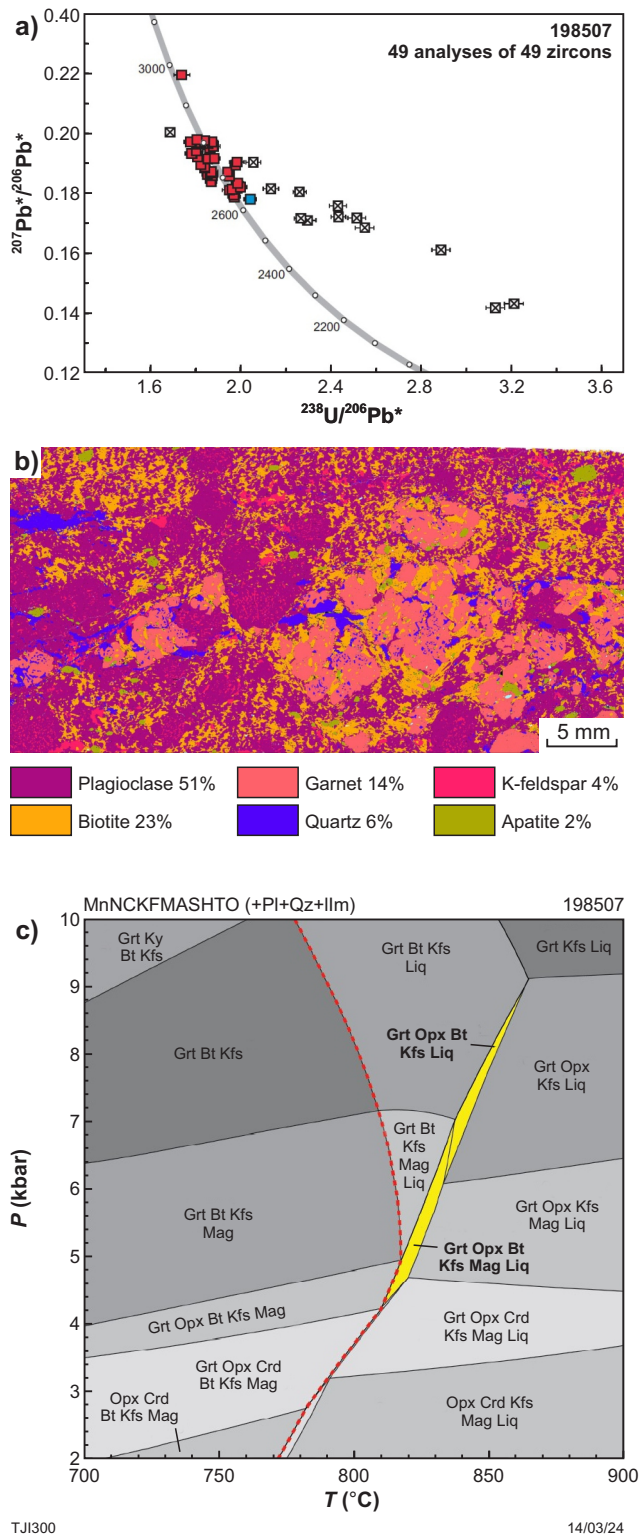 a)
198507
49 analyses of 49 zircons
0.40
0.22
0.20
0.18
0.16
0.14
0.12
²⁰⁷Pb*/²⁰⁶Pb*
3000
2600
2400
2200
1.6
2.0
2.4
2.8
3.2
3.6
²³⁸U/²⁰⁶Pb*
b)
5 mm
Plagioclase 51%
Garnet 14%
K-feldspar 4%
Biotite 23%
Quartz 6%
Apatite 2%
MnNCKFMASHTO (+Pl+Qz+Ilm)
198507
c)
10
9
8
7
6
5
4
3
2
P (kbar)
Grt Ky
Bt Kfs
Grt Bt Kfs
Liq
Grt Kfs Liq
Grt Opx Bt
Kfs Liq
Grt Bt Kfs
Grt Opx
Kfs Liq
Grt Bt
Kfs
Mag
Liq
Grt Bt Kfs
Mag
Grt Opx Kfs
Mag Liq
Grt Opx Bt
Kfs Mag Liq
Grt Opx Bt Kfs Mag
Grt Opx Crd
Kfs Mag Liq
Grt Opx Crd
Bt Kfs Mag
Opx Crd
Bt Kfs Mag
Opx Crd Kfs
Mag Liq
700
750
800
850
900
T (°C)
TJI300
14/03/24